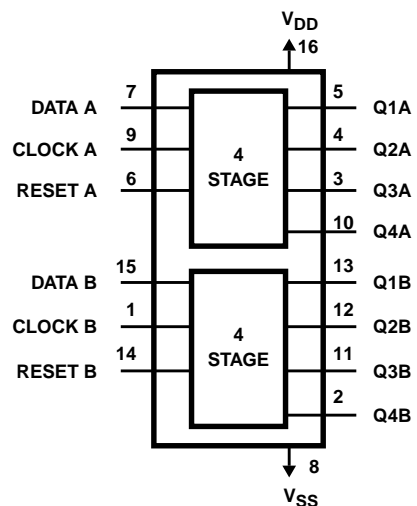 VDD
16
DATA A 7 5 Q1A
CLOCK A 9 4 Q2A
RESET A 6 3 Q3A
10 Q4A
4
STAGE
DATA B 15 13 Q1B
CLOCK B 1 12 Q2B
RESET B 14 11 Q3B
2 Q4B
4
STAGE
8
VSS